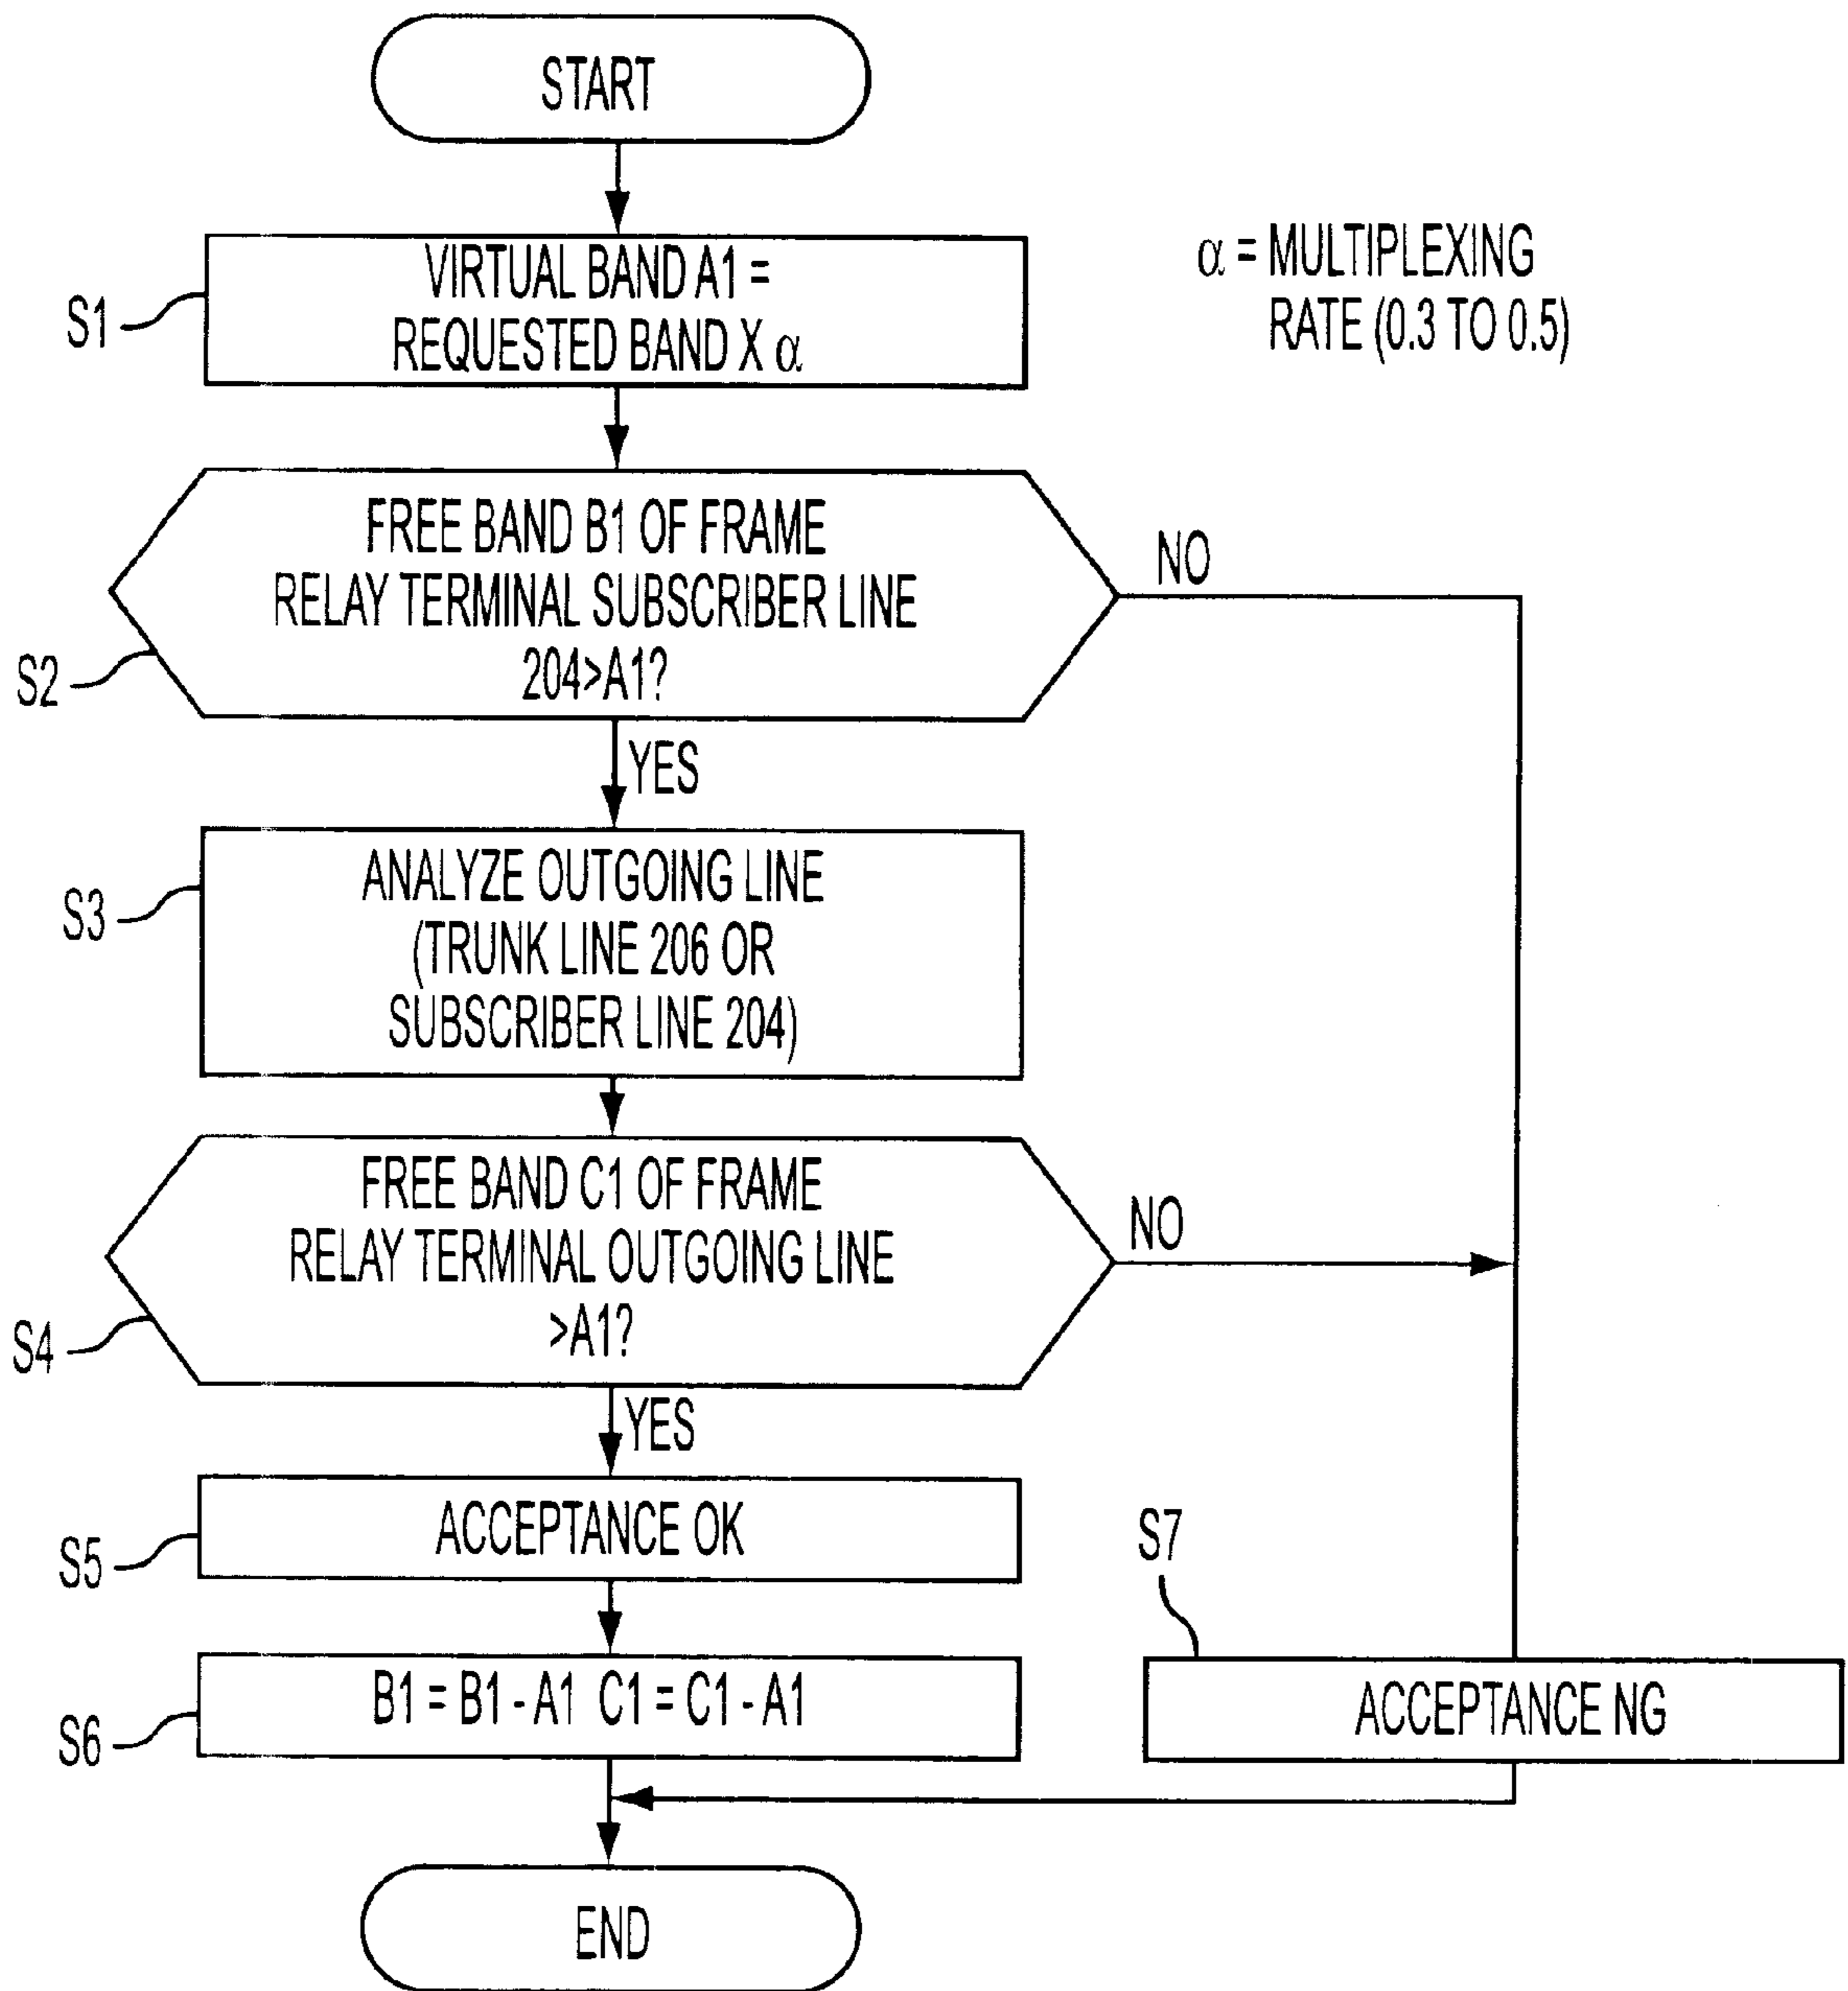 START
S1
VIRTUAL BAND A1 =
REQUESTED BAND X α
α = MULTIPLEXING
RATE (0.3 TO 0.5)
S2
FREE BAND B1 OF FRAME
RELAY TERMINAL SUBSCRIBER LINE
204>A1?
NO
YES
S3
ANALYZE OUTGOING LINE
(TRUNK LINE 206 OR
SUBSCRIBER LINE 204)
S4
FREE BAND C1 OF FRAME
RELAY TERMINAL OUTGOING LINE
>A1?
NO
YES
S5
ACCEPTANCE OK
S6
B1 = B1 - A1 C1 = C1 - A1
S7
ACCEPTANCE NG
END